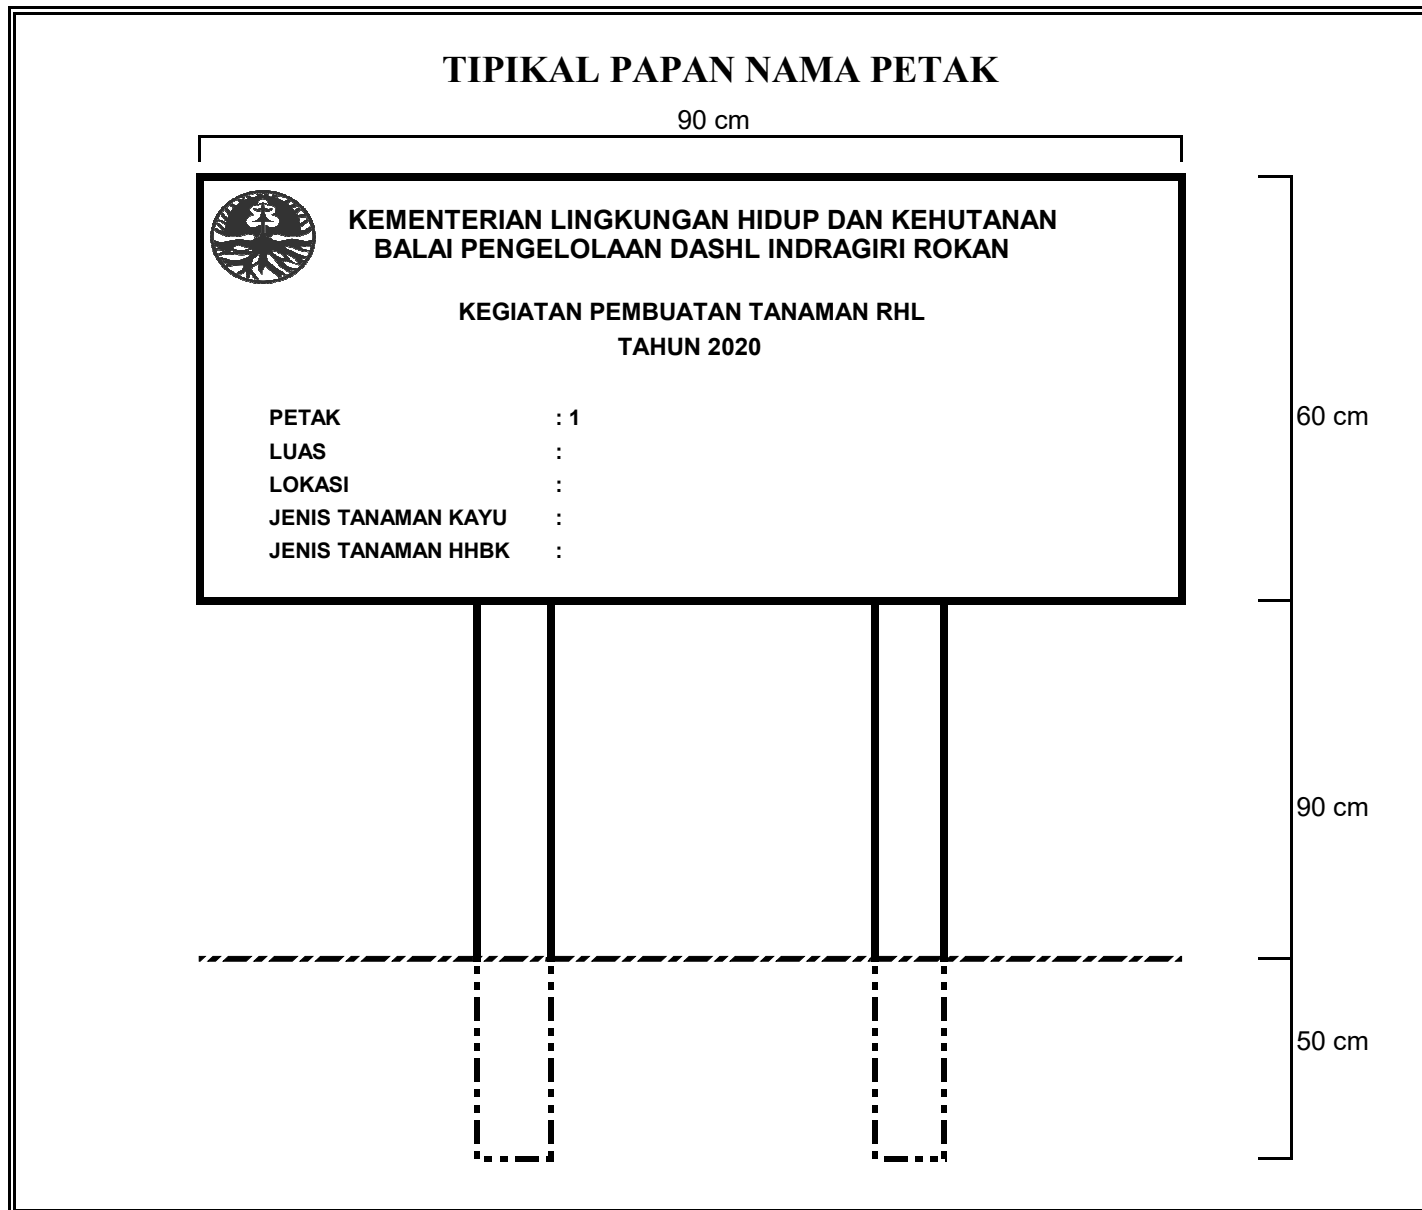 TIPIKAL PAPAN NAMA PETAK
90 cm
KEMENTERIAN LINGKUNGAN HIDUP DAN KEHUTANAN
BALAI PENGELOLAAN DASHL INDRAGIRI ROKAN
KEGIATAN PEMBUATAN TANAMAN RHL
TAHUN 2020
PETAK : 1
60 cm
LUAS :
LOKASI :
JENIS TANAMAN KAYU :
JENIS TANAMAN HHBK :
90 cm
50 cm